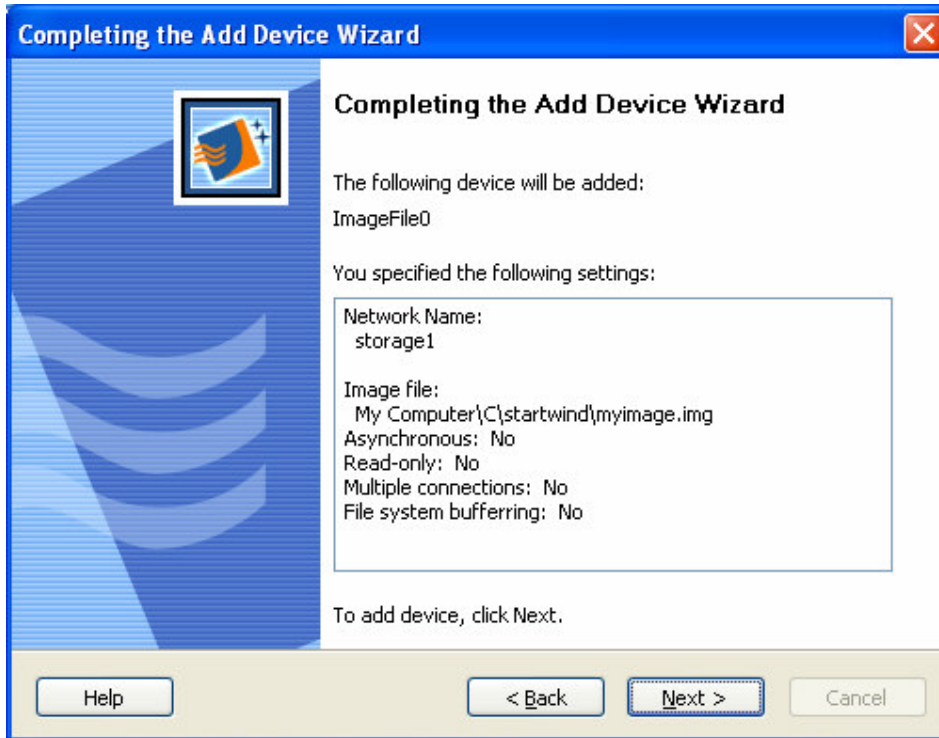 Completing the Add Device Wizard
Completing the Add Device Wizard
The following device will be added:
ImageFile0
You specified the following settings:
Network Name:
storage1
Image file:
My Computer\C\startwind\myimage.img
Asynchronous: No
Read-only: No
Multiple connections: No
File system bufferring: No
To add device, click Next.
Help
< Back
Next >
Cancel